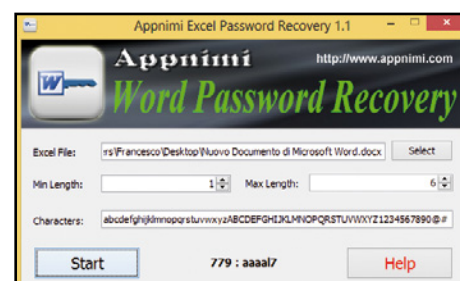 Appnimi Excel Password Recovery 1.1
Appnimi http://www.appnimi.com
W Word Password Recovery
Excel File: rs\Francesco\Desktop\Nuovo Documento di Microsoft Word.docx Select
Min Length: 1 Max Length: 6
Characters: abcdefghijklmnopqrstuvwxyzABCDEFGHIJKLMNOPQRSTUVWXYZ1234567890@#
Start 779 : aaaal7 Help